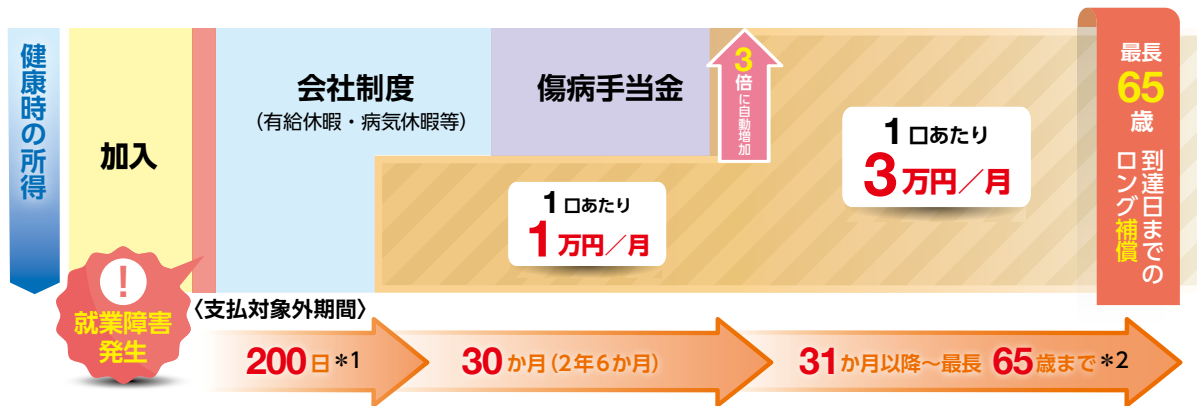 健康時の所得
加入
会社制度
（有給休暇・病気休暇等）
傷病手当金
3倍に自動増加
1口あたり
1万円／月
1口あたり
3万円／月
最長
65
歳
到達日までの
ロング補償
！
就業障害
発生
〈支払対象外期間〉
200日＊1
30か月（2年6か月）
31か月以降〜最長 65歳まで＊2